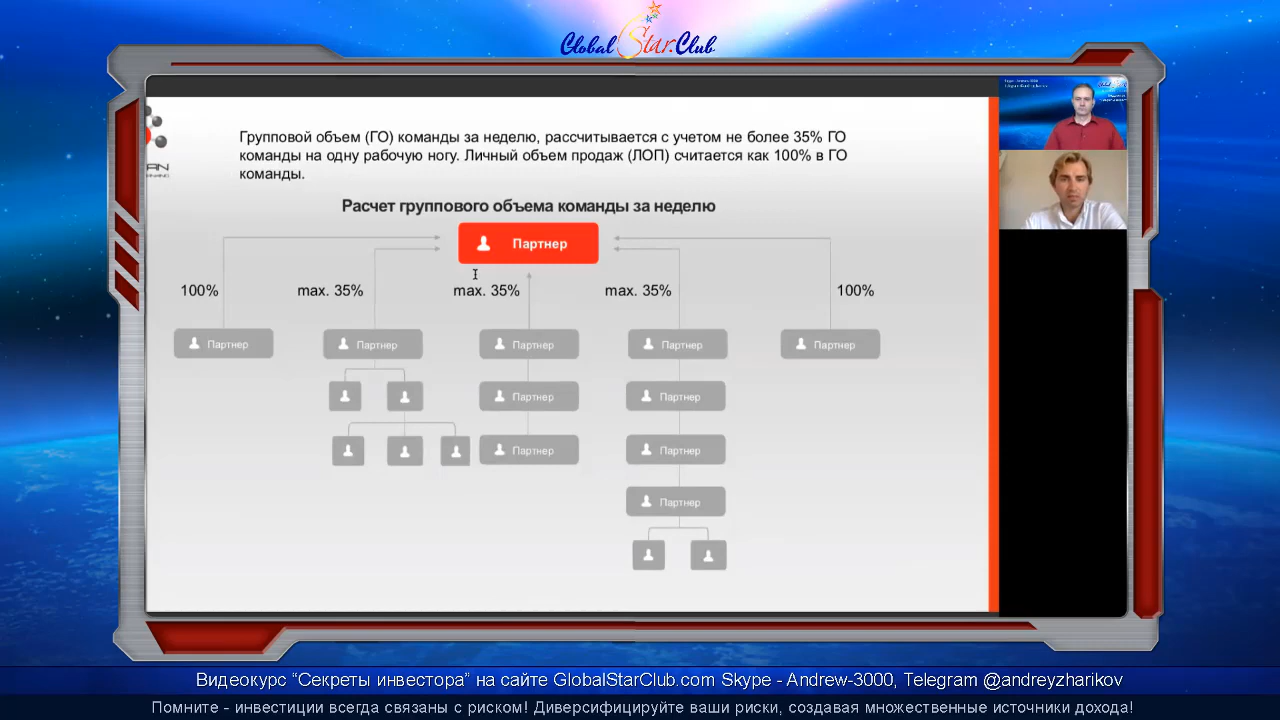 Global Star.Club
Групповой объем (ГО) команды за неделю, рассчитывается с учетом не более 35% ГО
команды на одну рабочую ногу. Личный объем продаж (ЛОП) считается как 100% в ГО
команды.
Расчет группового объема команды за неделю
Партнер
100%
max. 35%
max. 35%
max. 35%
100%
Партнер
Партнер
Партнер
Партнер
Партнер
Партнер
Партнер
Партнер
Партнер
Партнер
Видеокурс “Секреты инвестора” на сайте GlobalStarClub.com Skype - Andrew-3000, Telegram @andreyzharikov
Помните - инвестиции всегда связаны с риском! Диверсифицируйте ваши риски, создавая множественные источники дохода!